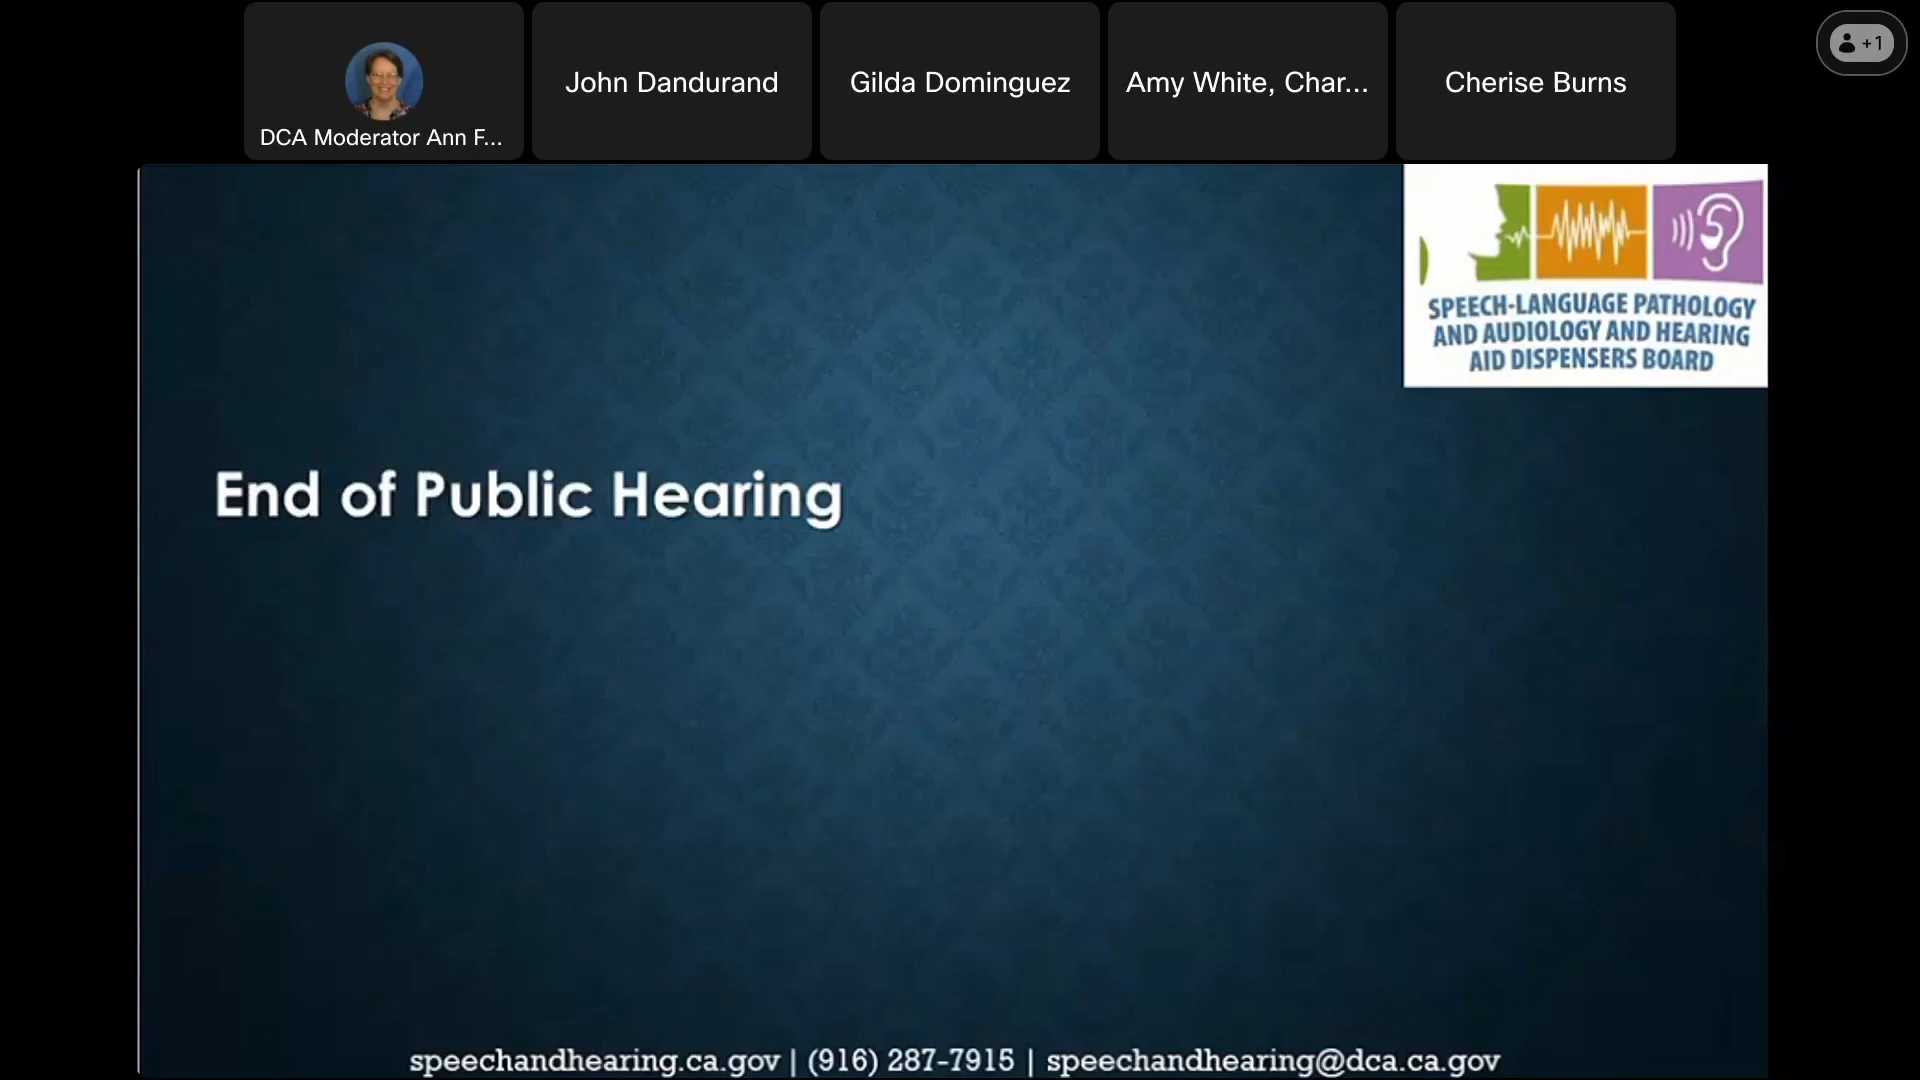 DCA Moderator Ann F...
John Dandurand
Gilda Dominguez
Amy White, Char...
Cherise Burns
+1
SPEECH-LANGUAGE PATHOLOGY
AND AUDIOLOGY AND HEARING
AID DISPENSERS BOARD
End of Public Hearing
speechandhearing.ca.gov | (916) 287-7915 | speechandhearing@dca.ca.gov